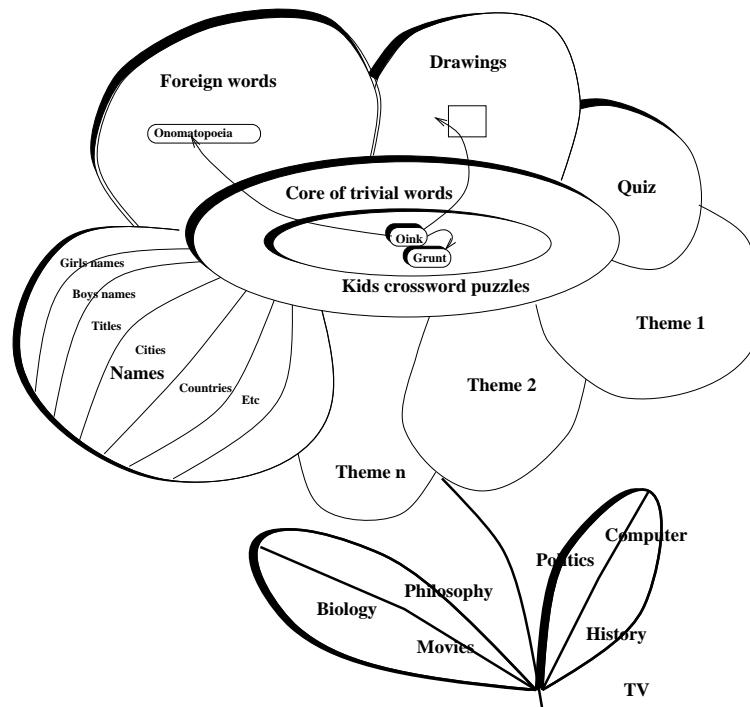 Drawings
Foreign words
Onomatopoeia
Quiz
Core of trivial words
Oink
Grunt
Kids crossword puzzles
Girls names
Boys names
Titles
Cities
Names
Countries
Etc
Theme 1
Theme 2
Theme n
Computer
Politics
Philosophy
Biology
History
Movies
TV